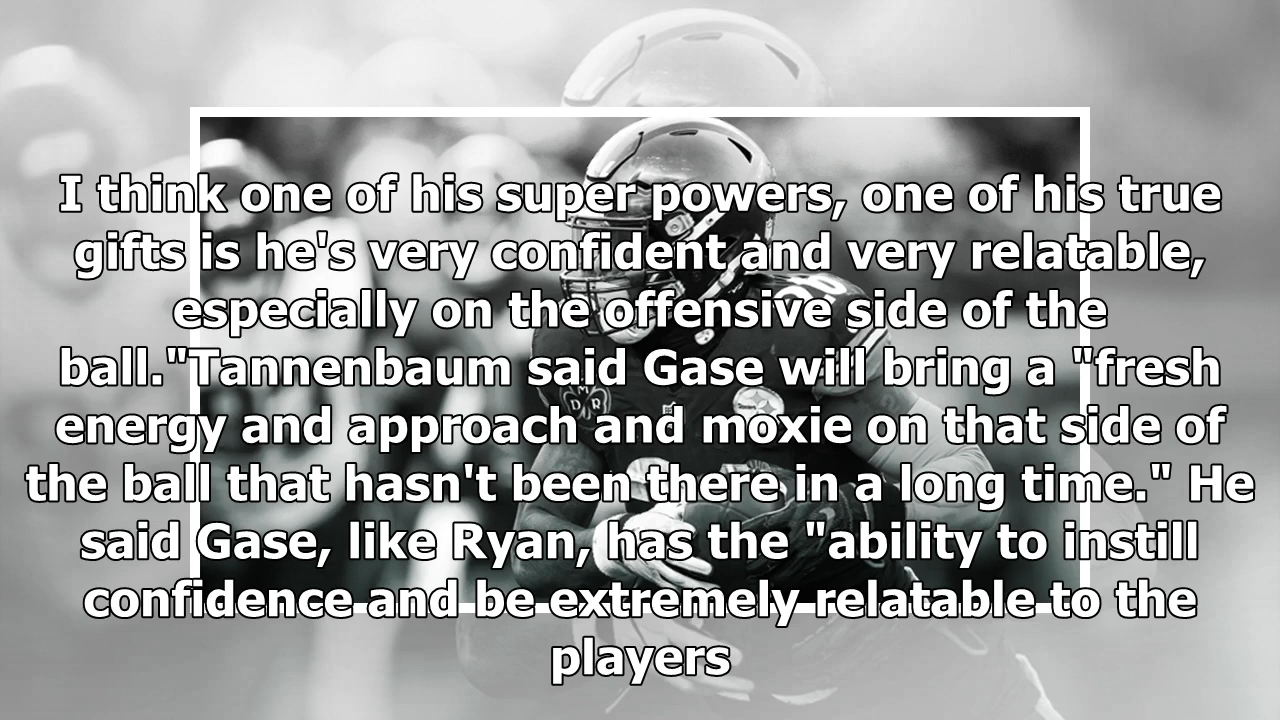 I think one of his super powers, one of his true
gifts is he's very confident and very relatable,
especially on the offensive side of the
ball."Tannenbaum said Gase will bring a "fresh
energy and approach and moxie on that side of
the ball that hasn't been there in a long time." He
said Gase, like Ryan, has the "ability to instill
confidence and be extremely relatable to the
players
DMR
Steelers